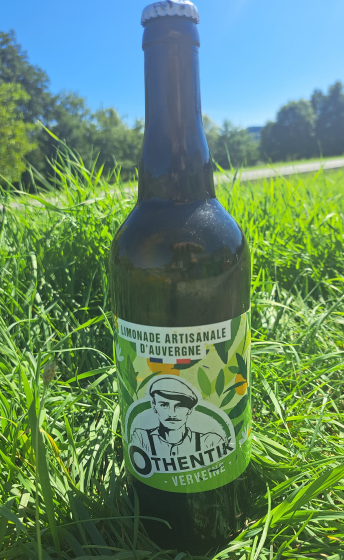 LIMONADE ARTISANALE
D'AUVERGNE
OTHENTIK
- VERVEINE -